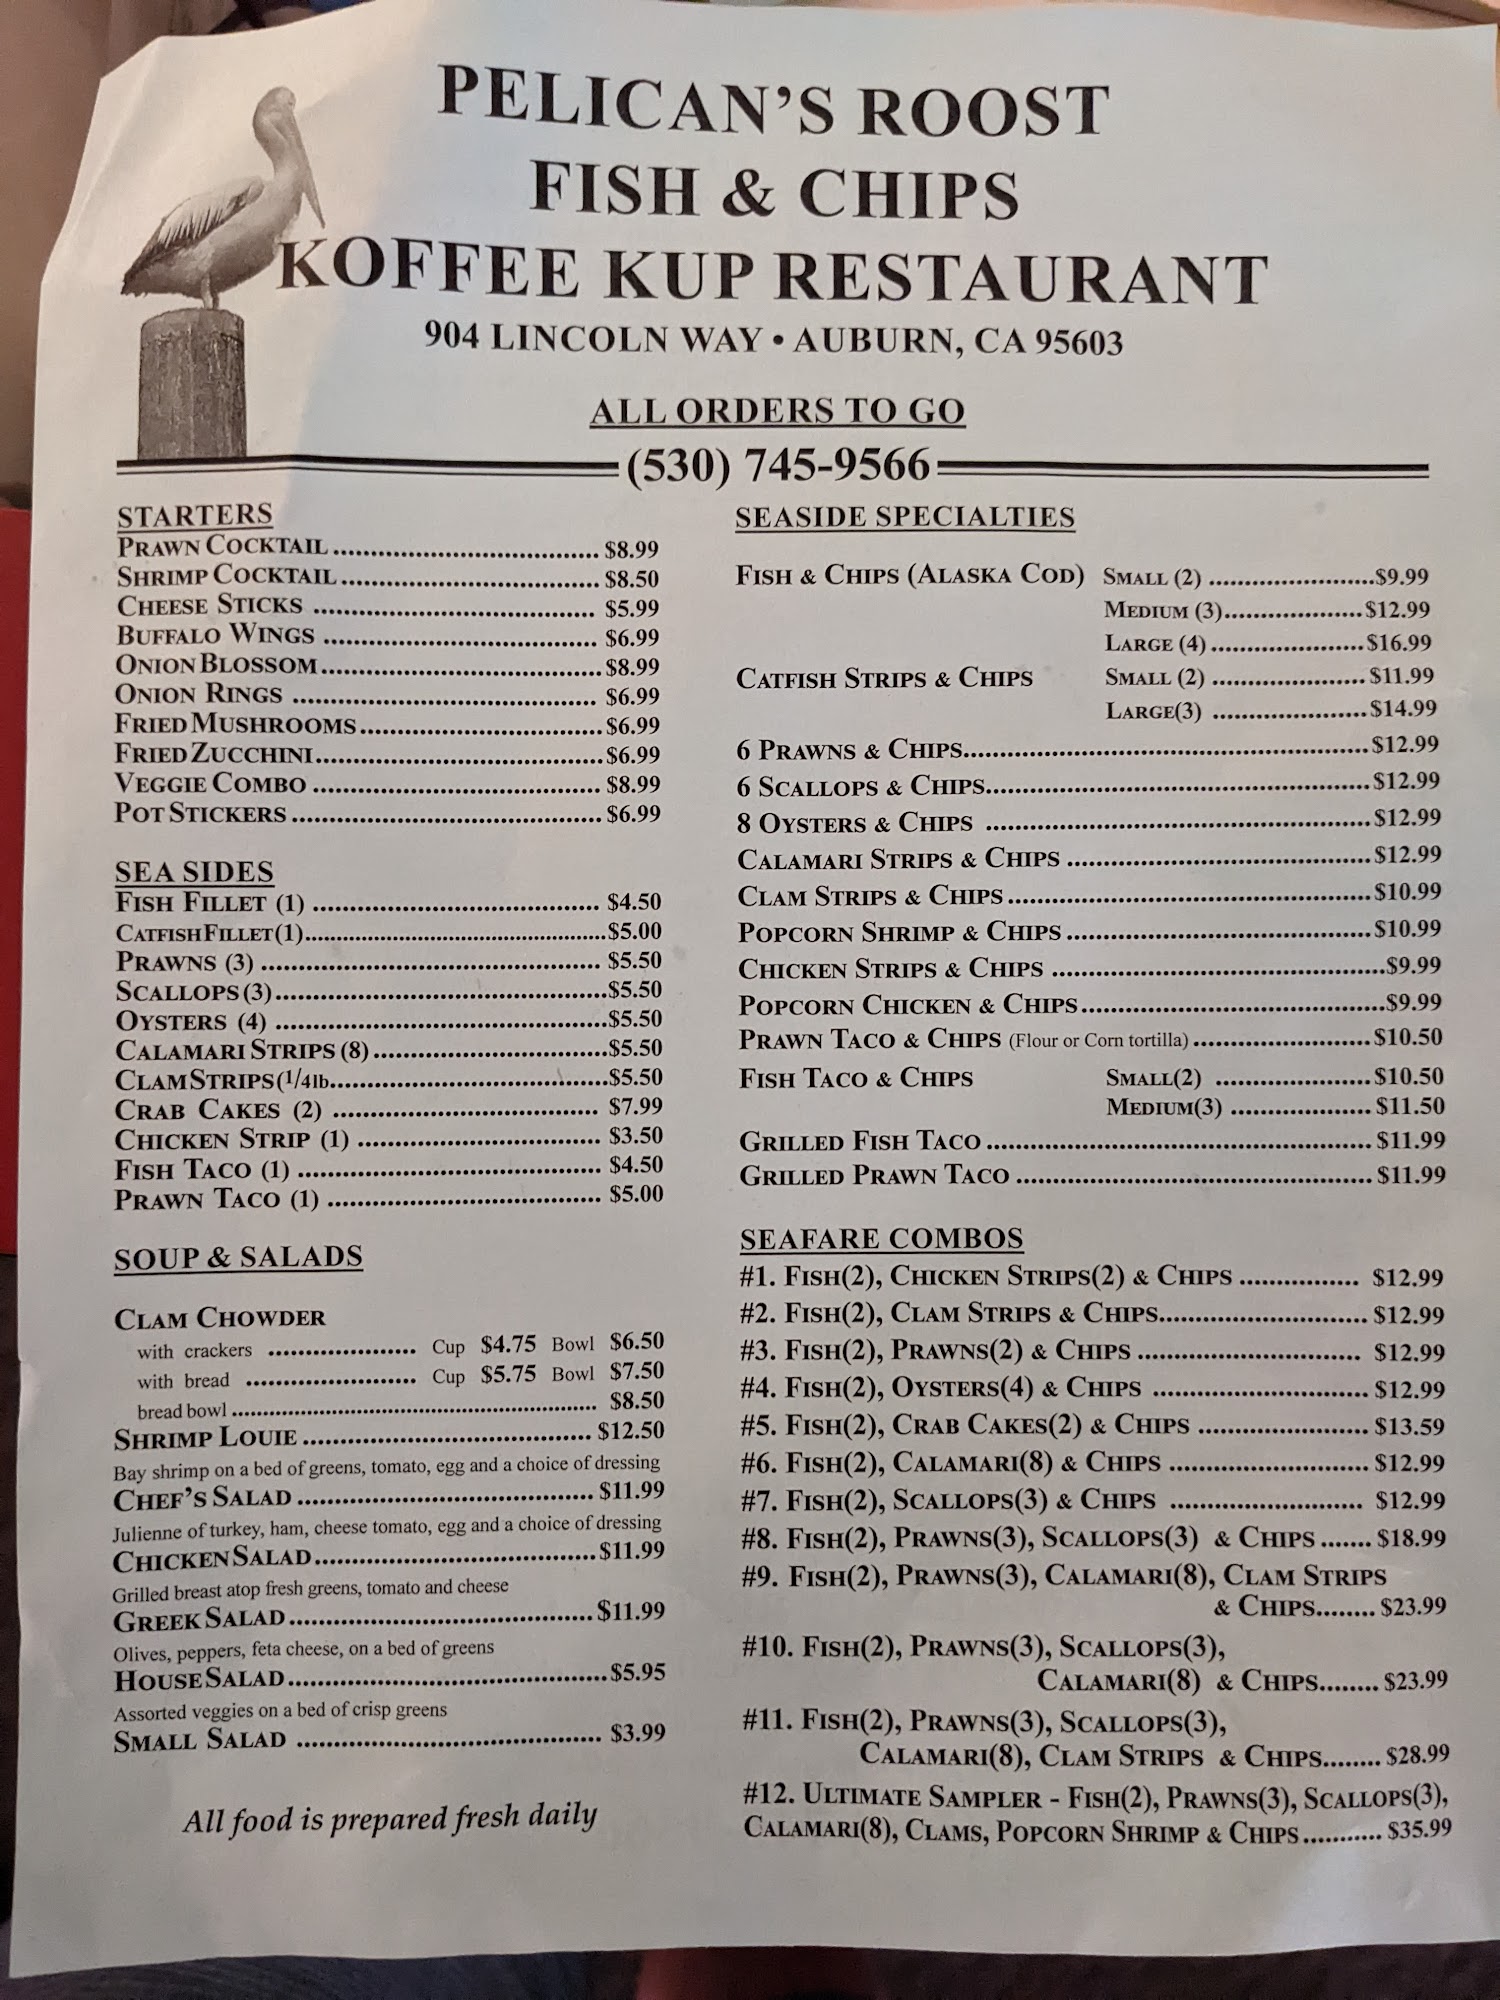 PELICAN'S ROOST
FISH & CHIPS
KOFFEE KUP RESTAURANT
904 LINCOLN WAY • AUBURN, CA 95603
ALL ORDERS TO GO
(530) 745-9566
STARTERS
PRAWN COCKTAIL $8.99
SHRIMP COCKTAIL $8.50
CHEESE STICKS $5.99
BUFFALO WINGS $6.99
ONION BLOSSOM $8.99
ONION RINGS $6.99
FRIED MUSHROOMS $6.99
FRIED ZUCCHINI $6.99
VEGGIE COMBO $8.99
POT STICKERS $6.99
SEA SIDES
FISH FILLET (1) $4.50
CATFISH FILLET (1) $5.00
PRAWNS (3) $5.50
SCALLOPS (3) $5.50
OYSTERS (4) $5.50
CALAMARI STRIPS (8) $5.50
CLAM STRIPS (1/4lb $5.50
CRAB CAKES (2) $7.99
CHICKEN STRIP (1) $3.50
FISH TACO (1) $4.50
PRAWN TACO (1) $5.00
SOUP & SALADS
CLAM CHOWDER
with crackers Cup $4.75 Bowl $6.50
with bread Cup $5.75 Bowl $7.50
bread bowl $8.50
SHRIMP LOUIE $12.50
Bay shrimp on a bed of greens, tomato, egg and a choice of dressing
CHEF'S SALAD $11.99
Julienne of turkey, ham, cheese tomato, egg and a choice of dressing
CHICKEN SALAD $11.99
Grilled breast atop fresh greens, tomato and cheese
GREEK SALAD $11.99
Olives, peppers, feta cheese, on a bed of greens
HOUSE SALAD $5.95
Assorted veggies on a bed of crisp greens
SMALL SALAD $3.99
All food is prepared fresh daily
SEASIDE SPECIALTIES
FISH & CHIPS (ALASKA COD) SMALL (2) $9.99
MEDIUM (3) $12.99
LARGE (4) $16.99
CATFISH STRIPS & CHIPS SMALL (2) $11.99
LARGE(3) $14.99
6 PRAWNS & CHIPS $12.99
6 SCALLOPS & CHIPS $12.99
8 OYSTERS & CHIPS $12.99
CALAMARI STRIPS & CHIPS $12.99
CLAM STRIPS & CHIPS $10.99
POPCORN SHRIMP & CHIPS $10.99
CHICKEN STRIPS & CHIPS $9.99
POPCORN CHICKEN & CHIPS $9.99
PRAWN TACO & CHIPS (Flour or Corn tortilla) $10.50
FISH TACO & CHIPS SMALL(2) $10.50
MEDIUM(3) $11.50
GRILLED FISH TACO $11.99
GRILLED PRAWN TACO $11.99
SEAFARE COMBOS
#1. FISH(2), CHICKEN STRIPS(2) & CHIPS $12.99
#2. FISH(2), CLAM STRIPS & CHIPS $12.99
#3. FISH(2), PRAWNS(2) & CHIPS $12.99
#4. FISH(2), OYSTERS(4) & CHIPS $12.99
#5. FISH(2), CRAB CAKES(2) & CHIPS $13.59
#6. FISH(2), CALAMARI(8) & CHIPS $12.99
#7. FISH(2), SCALLOPS(3) & CHIPS $12.99
#8. FISH(2), PRAWNS(3), SCALLOPS(3) & CHIPS $18.99
#9. FISH(2), PRAWNS(3), CALAMARI(8), CLAM STRIPS
& CHIPS $23.99
#10. FISH(2), PRAWNS(3), SCALLOPS(3),
CALAMARI(8) & CHIPS $23.99
#11. FISH(2), PRAWNS(3), SCALLOPS(3),
CALAMARI(8), CLAM STRIPS & CHIPS $28.99
#12. ULTIMATE SAMPLER - FISH(2), PRAWNS(3), SCALLOPS(3),
CALAMARI(8), CLAMS, POPCORN SHRIMP & CHIPS $35.99